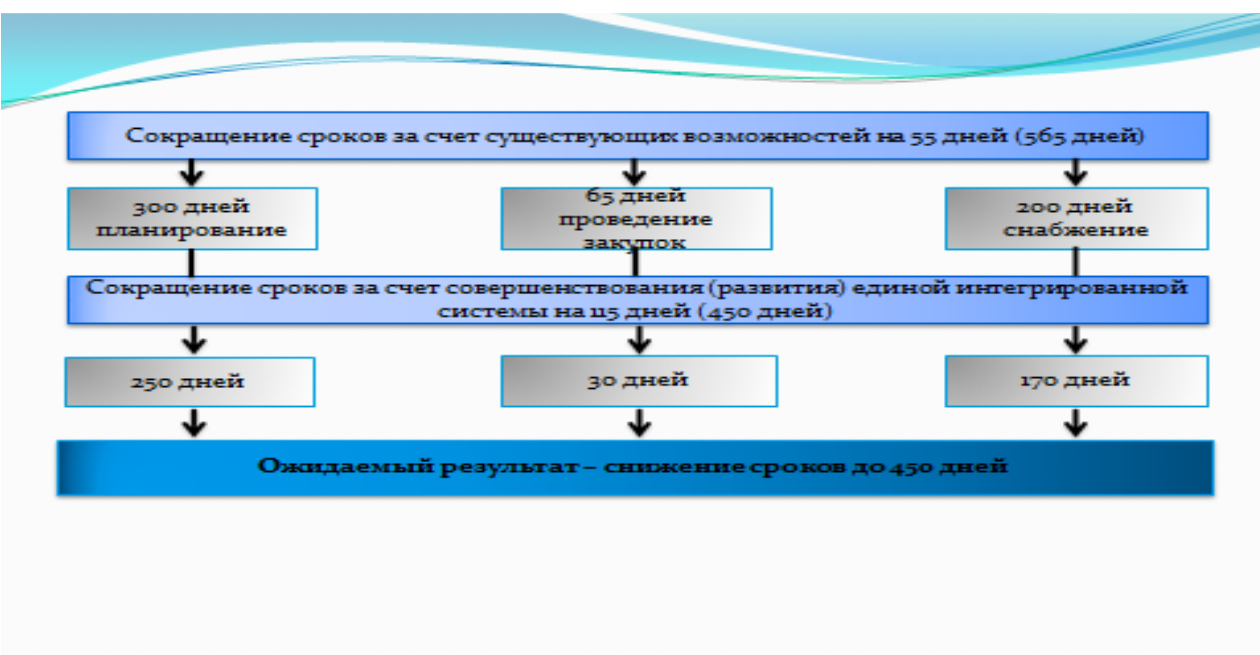 Сокращение сроков за счет существующих возможностей на 55 дней (565 дней)
300 дней
планирование
65 дней
проведение
закупок
200 дней
снабжение
Сокращение сроков за счет совершенствования (развития) единой интегрированной
системы на 115 дней (450 дней)
250 дней
30 дней
170 дней
Ожидаемый результат – снижение сроков до 450 дней